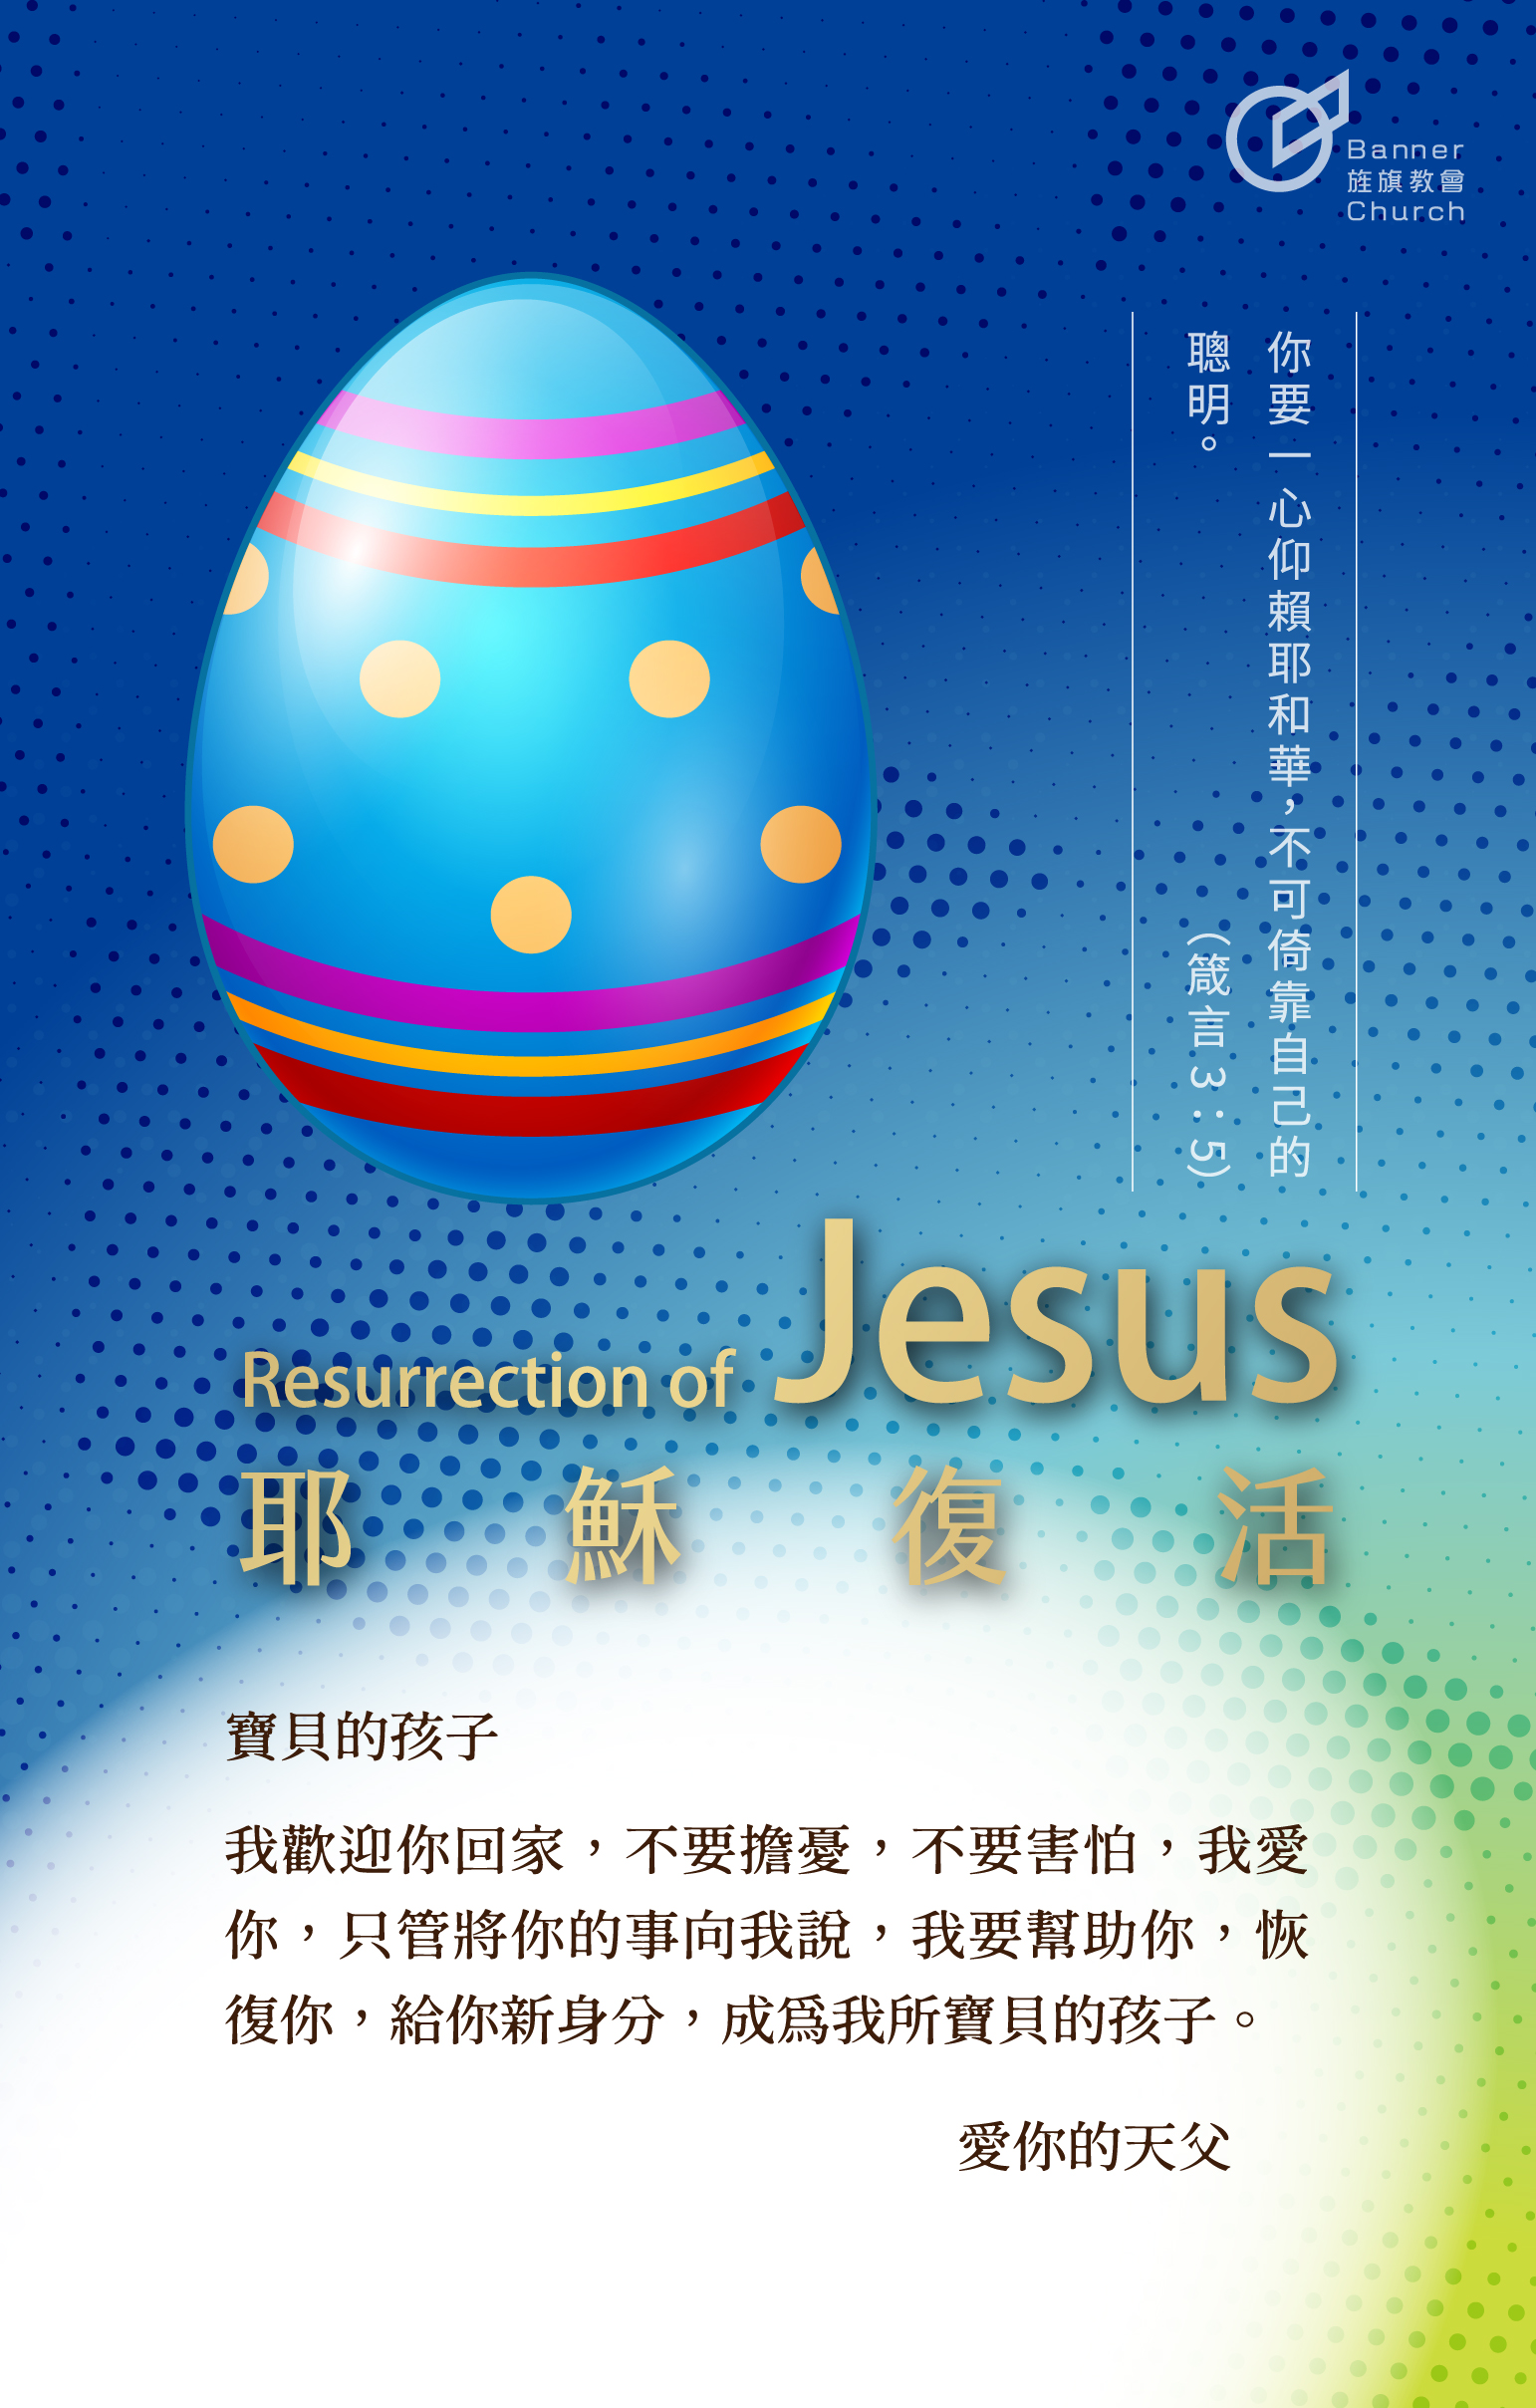 Banner
旌旗教會
Church
你要一心仰賴耶和華，不可倚靠自己的
聰明。（箴言 3：5）
Resurrection of Jesus
耶穌復活
寶貝的孩子
我歡迎你回家，不要擔憂，不要害怕，我愛
你，只管將你的事向我說，我要幫助你，恢
復你，給你新身分，成爲我所寶貝的孩子。
愛你的天父